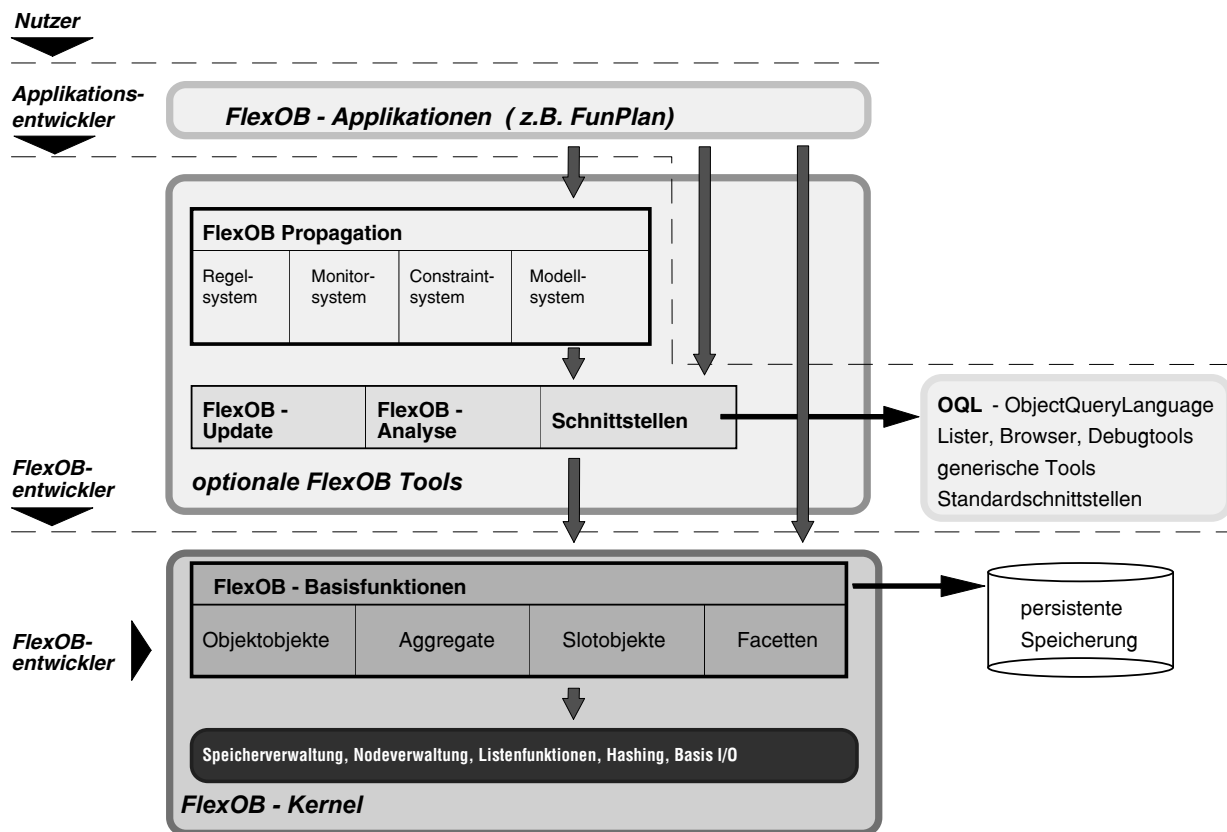 Nutzer
Applikations-
entwickler
FlexOB - Applikationen ( z.B. FunPlan)
FlexOB Propagation
Regel-
system
Monitor-
system
Constraint-
system
Modell-
system
FlexOB -
Update
FlexOB -
Analyse
Schnittstellen
optionale FlexOB Tools
OQL - ObjectQueryLanguage
Lister, Browser, Debugtools
generische Tools
Standardschnittstellen
FlexOB-
entwickler
FlexOB - Basisfunktionen
Objektobjekte
Aggregate
Slotobjekte
Facetten
persistente
Speicherung
FlexOB-
entwickler
Speicherverwaltung, Nodeverwaltung, Listenfunktionen, Hashing, Basis I/O
FlexOB - Kernel